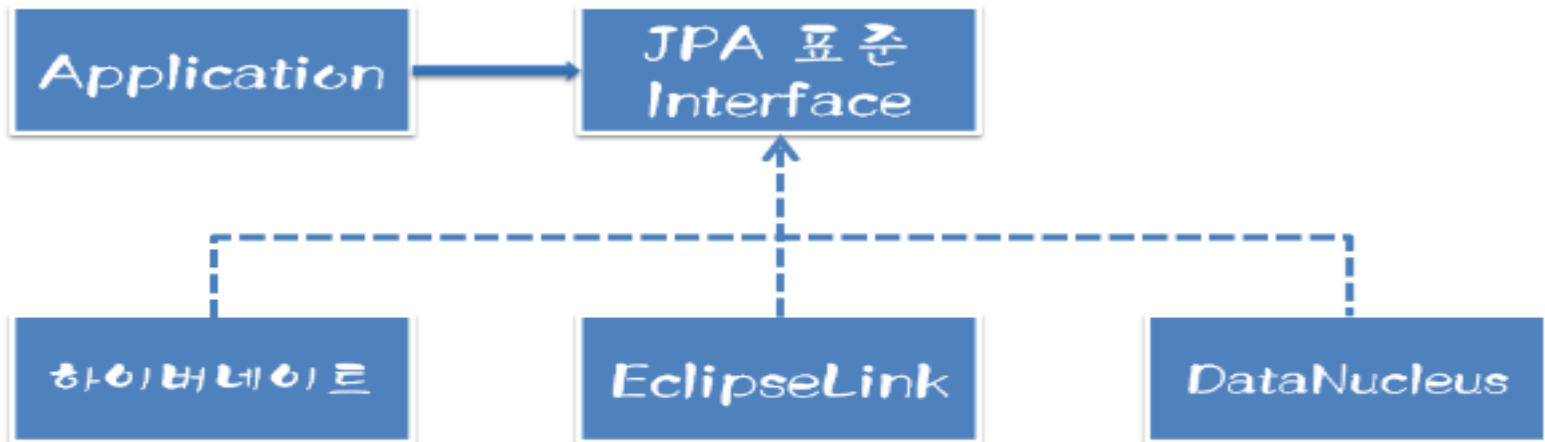 Application
JPA 표준
Interface
하이버네이트
EclipseLink
DataNucleus